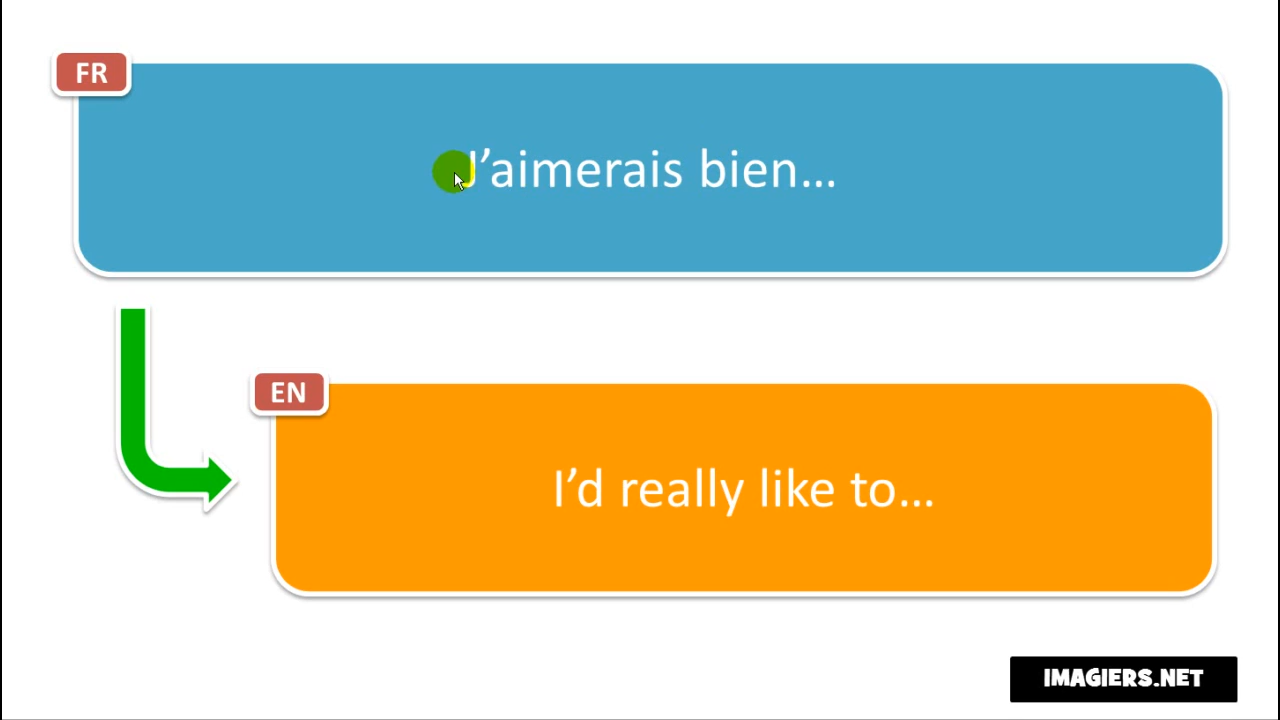 FR
J’aimerais bien...
EN
I’d really like to...
IMAGIERS.NET